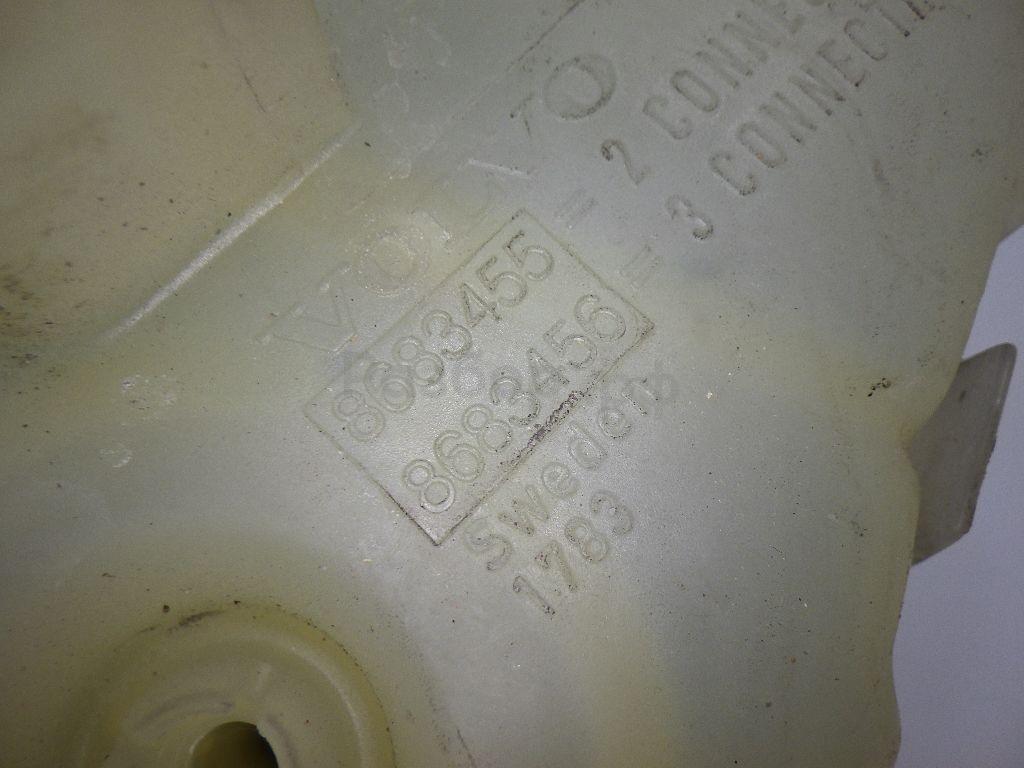 VOLVO
8683455 = 2 CONNE
8683456 = 3 CONNECTI
Sweden
1783